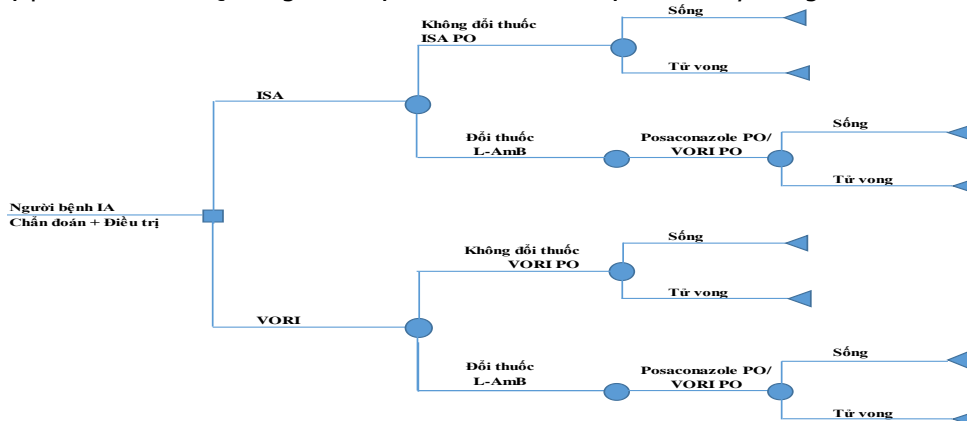 Không đổi thuốc
ISA PO
Sống
Tử vong
ISA
Đổi thuốc
L-AmB
Posaconazole PO/
VORI PO
Sống
Tử vong
Người bệnh IA
Chẩn đoán + Điều trị
Không đổi thuốc
VORI PO
Sống
Tử vong
VORI
Đổi thuốc
L-AmB
Posaconazole PO/
VORI PO
Sống
Tử vong